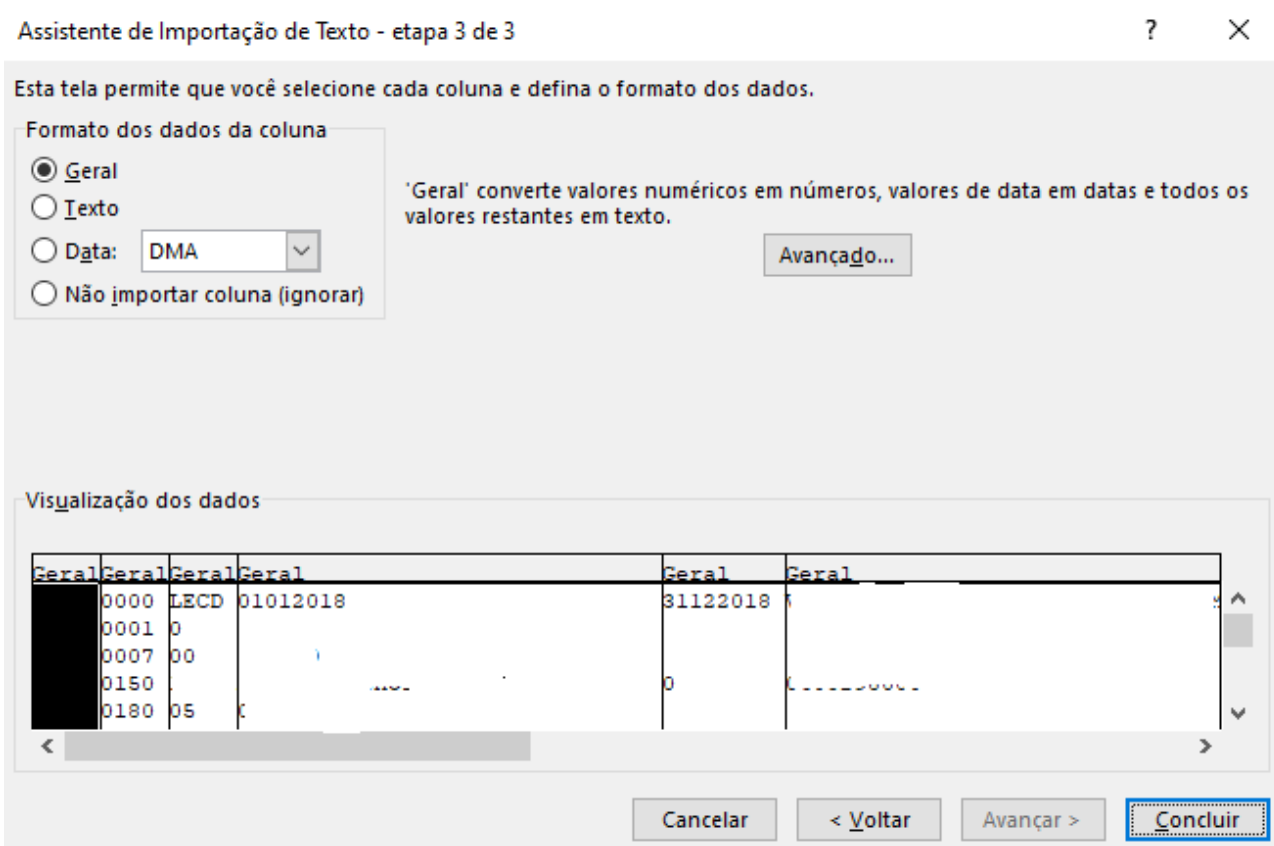 Assistente de Importação de Texto - etapa 3 de 3
?
Esta tela permite que você selecione cada coluna e defina o formato dos dados.
Formato dos dados da coluna
Geral
Texto
Data: DMA
Não importar coluna (ignorar)
'Geral' converte valores numéricos em números, valores de data em datas e todos os
valores restantes em texto.
Avançado...
Visualização dos dados
Geral Geral Geral Geral Geral Geral
0000 LECD 01012018 31122018
0001 0
0007 00
0150 0
0180 05
Cancelar
< Voltar
Avançar >
Concluir